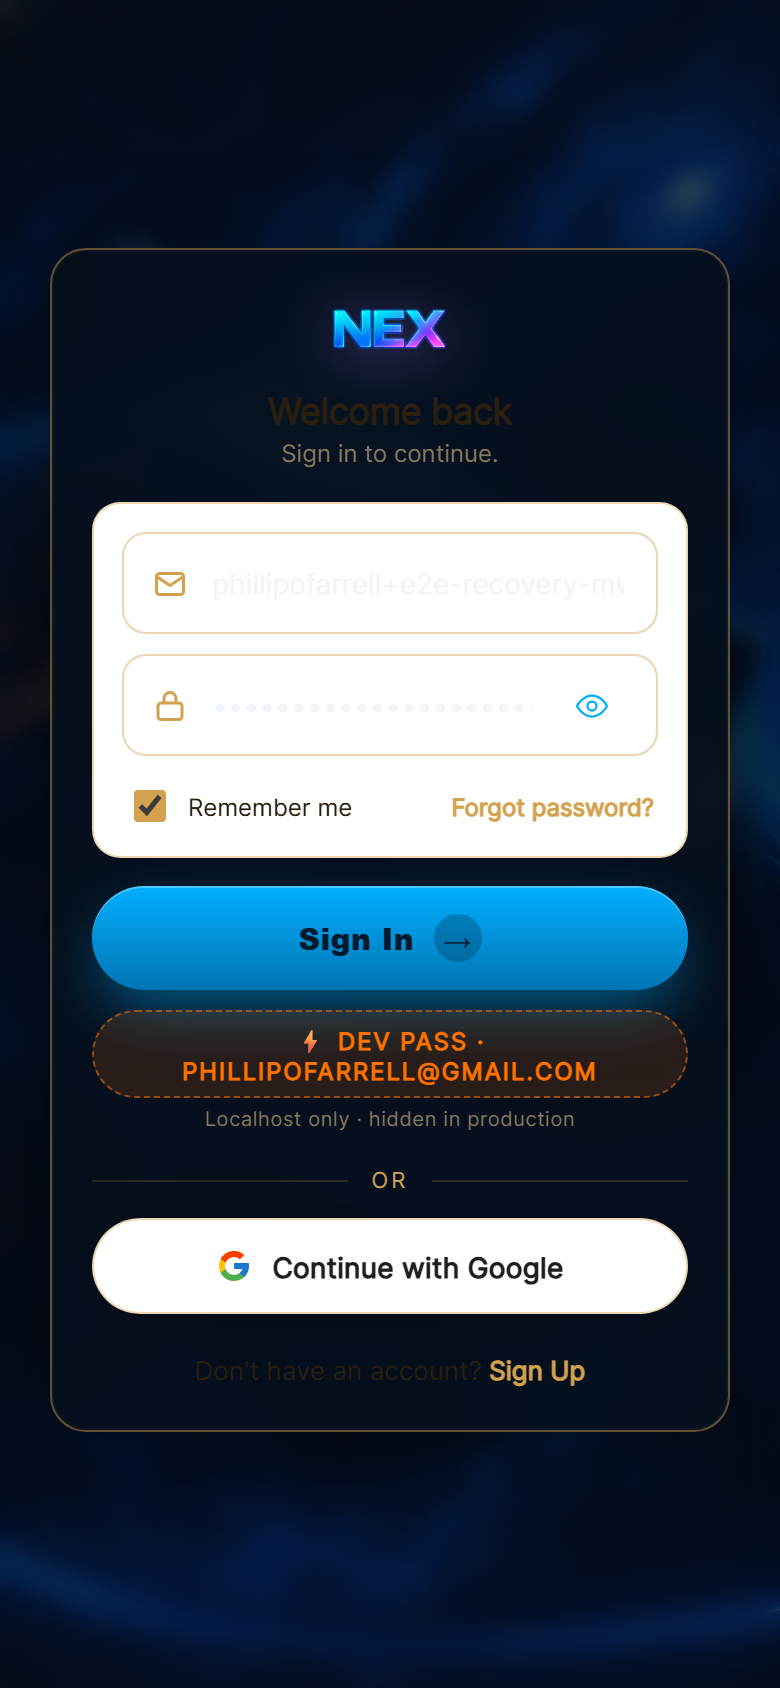 NEX
Welcome back
Sign in to continue.
phillipofarrell+e2e-recovery-
Remember me
Forgot password?
Sign In →
DEV PASS ·
PHILLIPOFARRELL@GMAIL.COM
Localhost only · hidden in production
OR
Continue with Google
Don't have an account? Sign Up